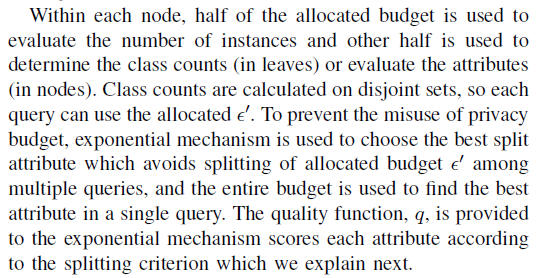 Within each node, half of the allocated budget is used to
evaluate the number of instances and other half is used to
determine the class counts (in leaves) or evaluate the attributes
(in nodes). Class counts are calculated on disjoint sets, so each
query can use the allocated ϵ′. To prevent the misuse of privacy
budget, exponential mechanism is used to choose the best split
attribute which avoids splitting of allocated budget ϵ′ among
multiple queries, and the entire budget is used to find the best
attribute in a single query. The quality function, q, is provided
to the exponential mechanism scores each attribute according
to the splitting criterion which we explain next.